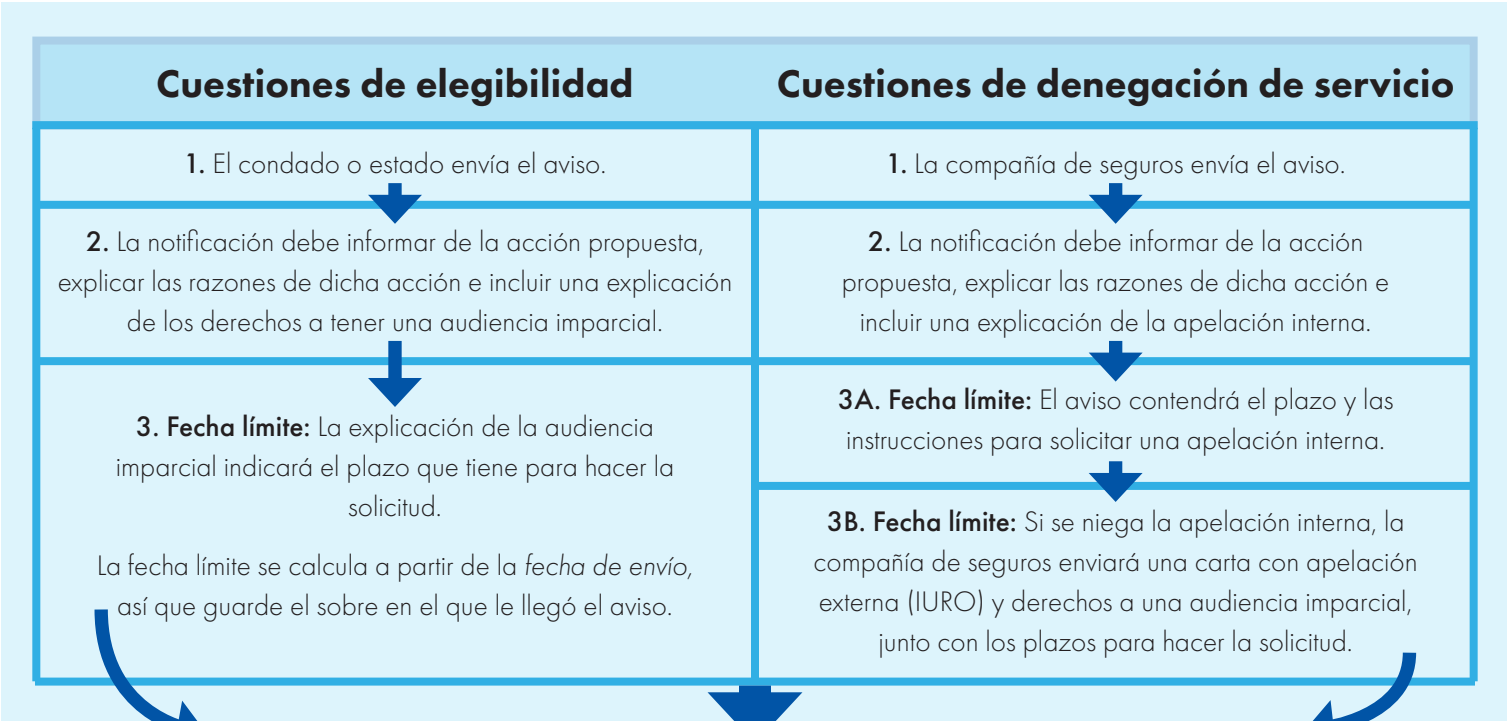 Cuestiones de elegibilidad
1. El condado o estado envía el aviso.
2. La notificación debe informar de la acción propuesta,
explicar las razones de dicha acción e incluir una explicación
de los derechos a tener una audiencia imparcial.
3. Fecha límite: La explicación de la audiencia
imparcial indicará el plazo que tiene para hacer la
solicitud.
La fecha límite se calcula a partir de la fecha de envío,
así que guarde el sobre en el que le llegó el aviso.
Cuestiones de denegación de servicio
1. La compañía de seguros envía el aviso.
2. La notificación debe informar de la acción
propuesta, explicar las razones de dicha acción e
incluir una explicación de la apelación interna.
3A. Fecha límite: El aviso contendrá el plazo y las
instrucciones para solicitar una apelación interna.
3B. Fecha límite: Si se niega la apelación interna, la
compañía de seguros enviará una carta con apelación
externa (IURO) y derechos a una audiencia imparcial,
junto con los plazos para hacer la solicitud.